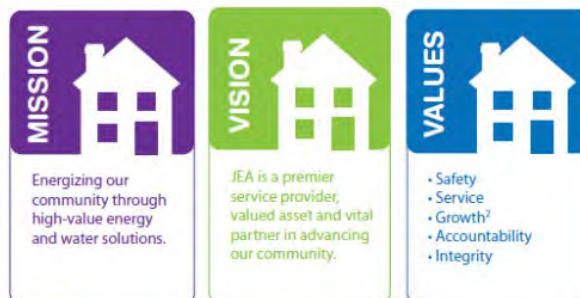 MISSION
Energizing our
community through
high-value energy
and water solutions.
VISION
JEA is a premier
service provider,
valued asset and vital
partner in advancing
our community.
VALUES
• Safety
• Service
• Growth²
• Accountability
• Integrity